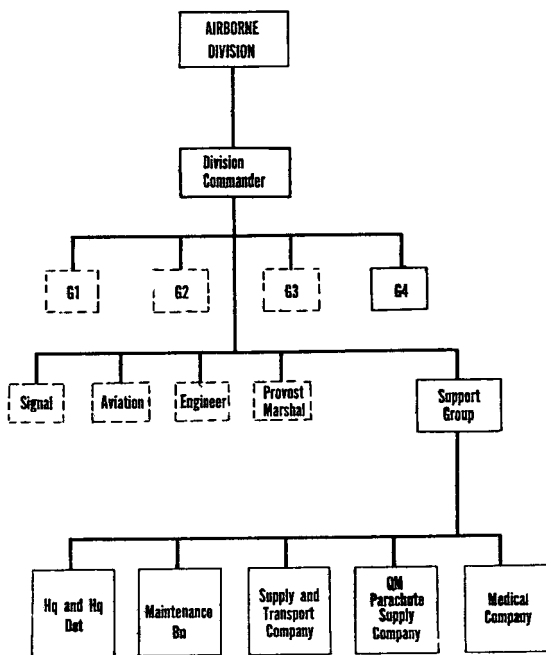 AIRBORNE
DIVISION
Division
Commander
G1
G2
G3
G4
Signal
Aviation
Engineer
Provost
Marshal
Support
Group
Hq and Hq
Det
Maintenance
Bn
Supply and
Transport
Company
QM
Parachute
Supply
Company
Medical
Company